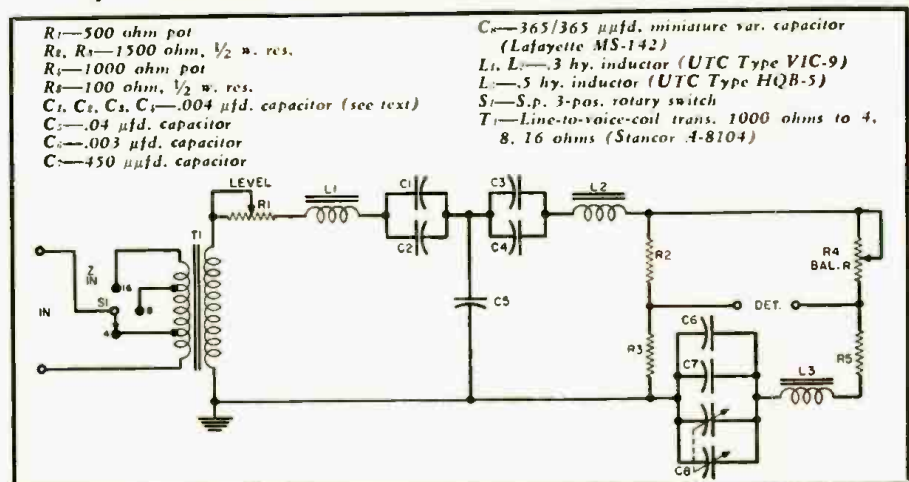 R1—500 ohm pot
R2, R3—1500 ohm, 1/2 w. res.
R4—1000 ohm pot
R5—100 ohm, 1/2 w. res.
C1, C2, C3, C4—.004 μfd. capacitor (see text)
C5—.04 μfd. capacitor
C6—.003 μfd. capacitor
C7—450 μμfd. capacitor
C8—365/365 μμfd. miniature var. capacitor
(Lafayette MS-142)
L1, L2—.3 hy. inductor (UTC Type VIC-9)
L3—.5 hy. inductor (UTC Type HQB-5)
S1—S.p. 3-pos. rotary switch
T1—Line-to-voice-coil trans. 1000 ohms to 4,
8, 16 ohms (Stancor A-8104)
LEVEL
R1
L1
C1
C2
C3
C4
L2
T1
Z
IN
16
8
4
S1
IN
C5
R2
R4
BAL. R
DET.
R3
C6
C7
C8
L3
R5